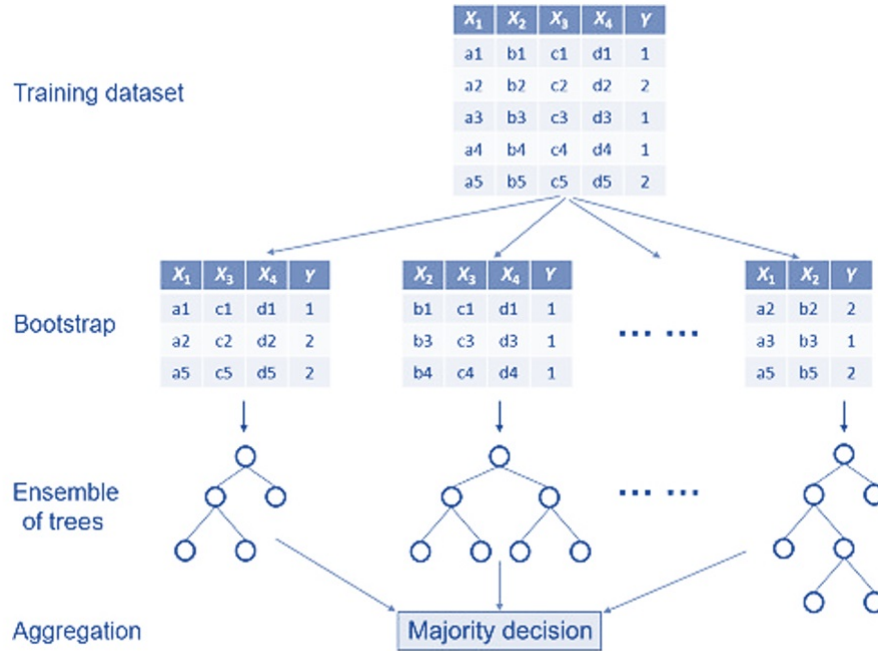 X1 X2 X3 X4 Y
a1 b1 c1 d1 1
Training dataset
a2 b2 c2 d2 2
a3 b3 c3 d3 1
a4 b4 c4 d4 1
a5 b5 c5 d5 2
X1 X3 X4 Y
a1 c1 d1 1
a2 c2 d2 2
a5 c5 d5 2
X2 X3 X4 Y
b1 c1 d1 1
b3 c3 d3 1
b4 c4 d4 1
... ...
X1 X2 Y
a2 b2 2
a3 b3 1
a5 b5 2
Bootstrap
Ensemble
of trees
... ...
Aggregation
Majority decision